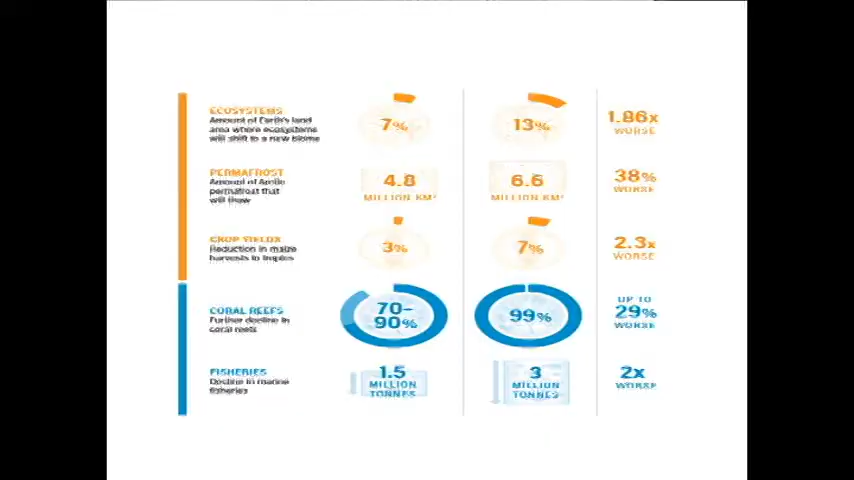 ECOSYSTEMS
Amount of Earth's land
area where ecosystems
will shift to a new biome
7%
13%
1.86x
WORSE
PERMAFROST
Amount of Arctic
permafrost that
will thaw
4.8
MILLION KM²
6.6
MILLION KM²
38%
WORSE
CROP YIELDS
Reduction in maize
harvests in tropics
3%
7%
2.3x
WORSE
CORAL REEFS
Further decline in
coral reefs
70–
90%
99%
UP TO
29%
WORSE
FISHERIES
Decline in marine
fisheries
1.5
MILLION
TONNES
3
MILLION
TONNES
2x
WORSE